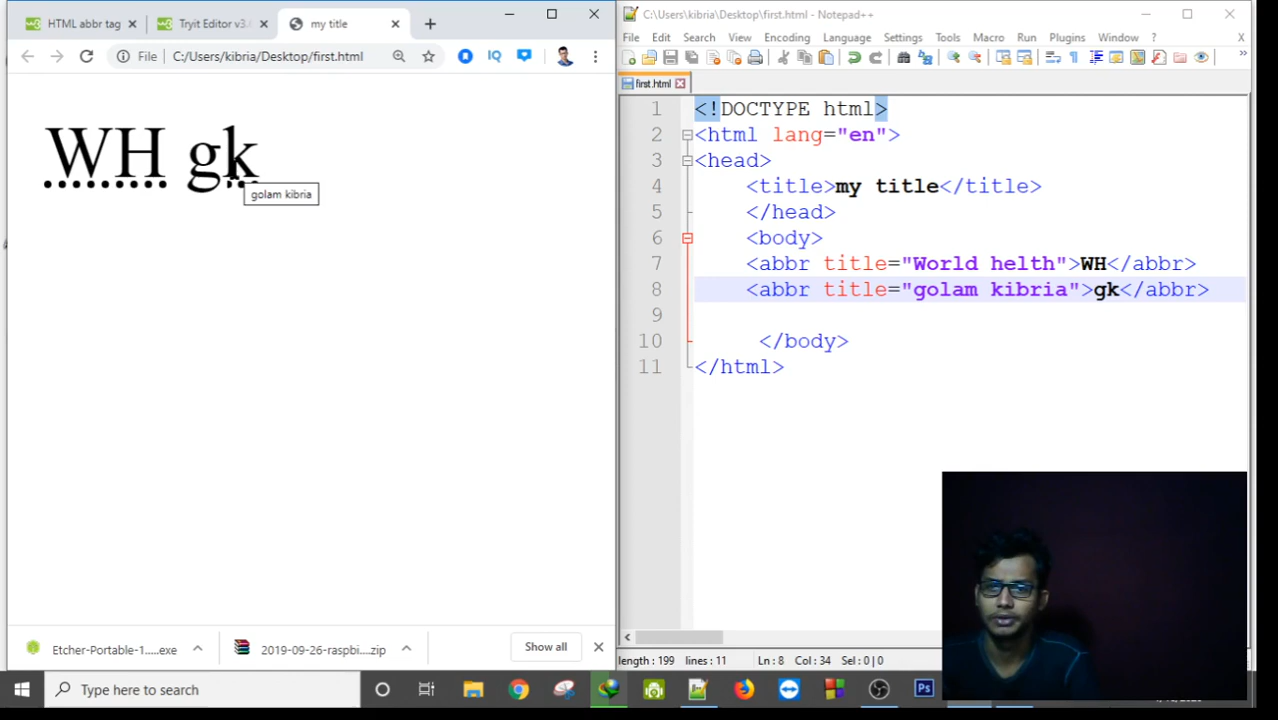 HTML abbr tag
Tryit Editor v3.
my title
File C:/Users/kibria/Desktop/first.html
WH gk
golam kibria
Etcher-Portable-1.....exe
2019-09-26-raspbi....zip
Show all
Type here to search
C:\Users\kibria\Desktop\first.html - Notepad++
File Edit Search View Encoding Language Settings Tools Macro Run Plugins Window ? X
first.html
1 <!DOCTYPE html>
2 <html lang="en">
3 <head>
4 <title>my title</title>
5 </head>
6 <body>
7 <abbr title="World helth">WH</abbr>
8 <abbr title="golam kibria">gk</abbr>
9
10 </body>
11 </html>
length : 199 lines : 11 Ln : 8 Col : 34 Sel : 0 | 0
Ps